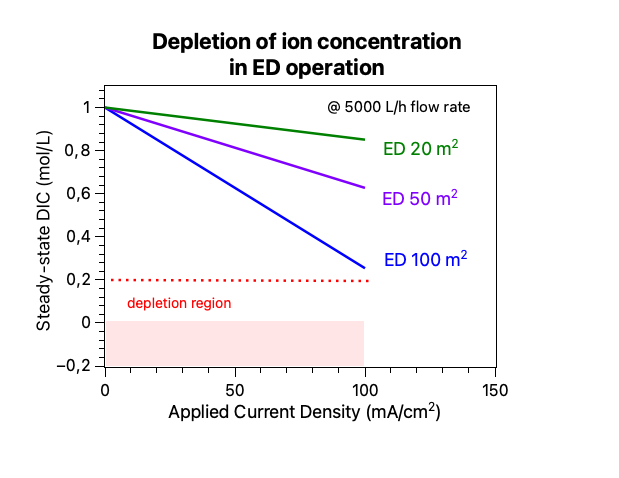 Depletion of ion concentration
in ED operation
@ 5000 L/h flow rate
1
0,8
0,6
0,4
0,2
0
−0,2
Steady-state DIC (mol/L)
ED 20 m²
ED 50 m²
ED 100 m²
depletion region
0
50
100
150
Applied Current Density (mA/cm²)